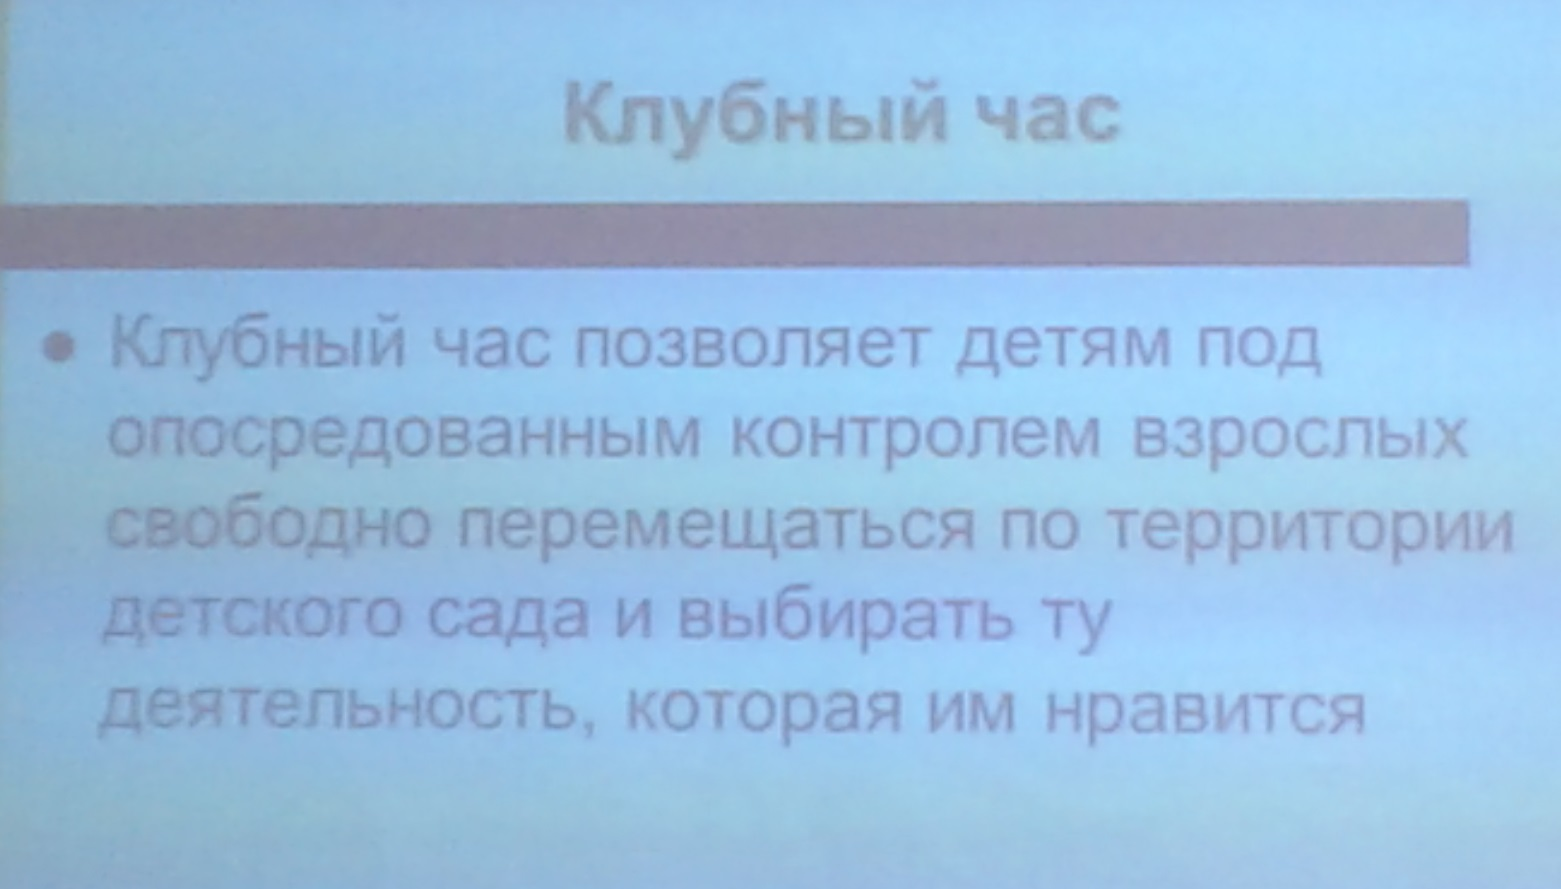 Клубный час
• Клубный час позволяет детям под
опосредованным контролем взрослых
свободно перемещаться по территории
детского сада и выбирать ту
деятельность, которая им нравится